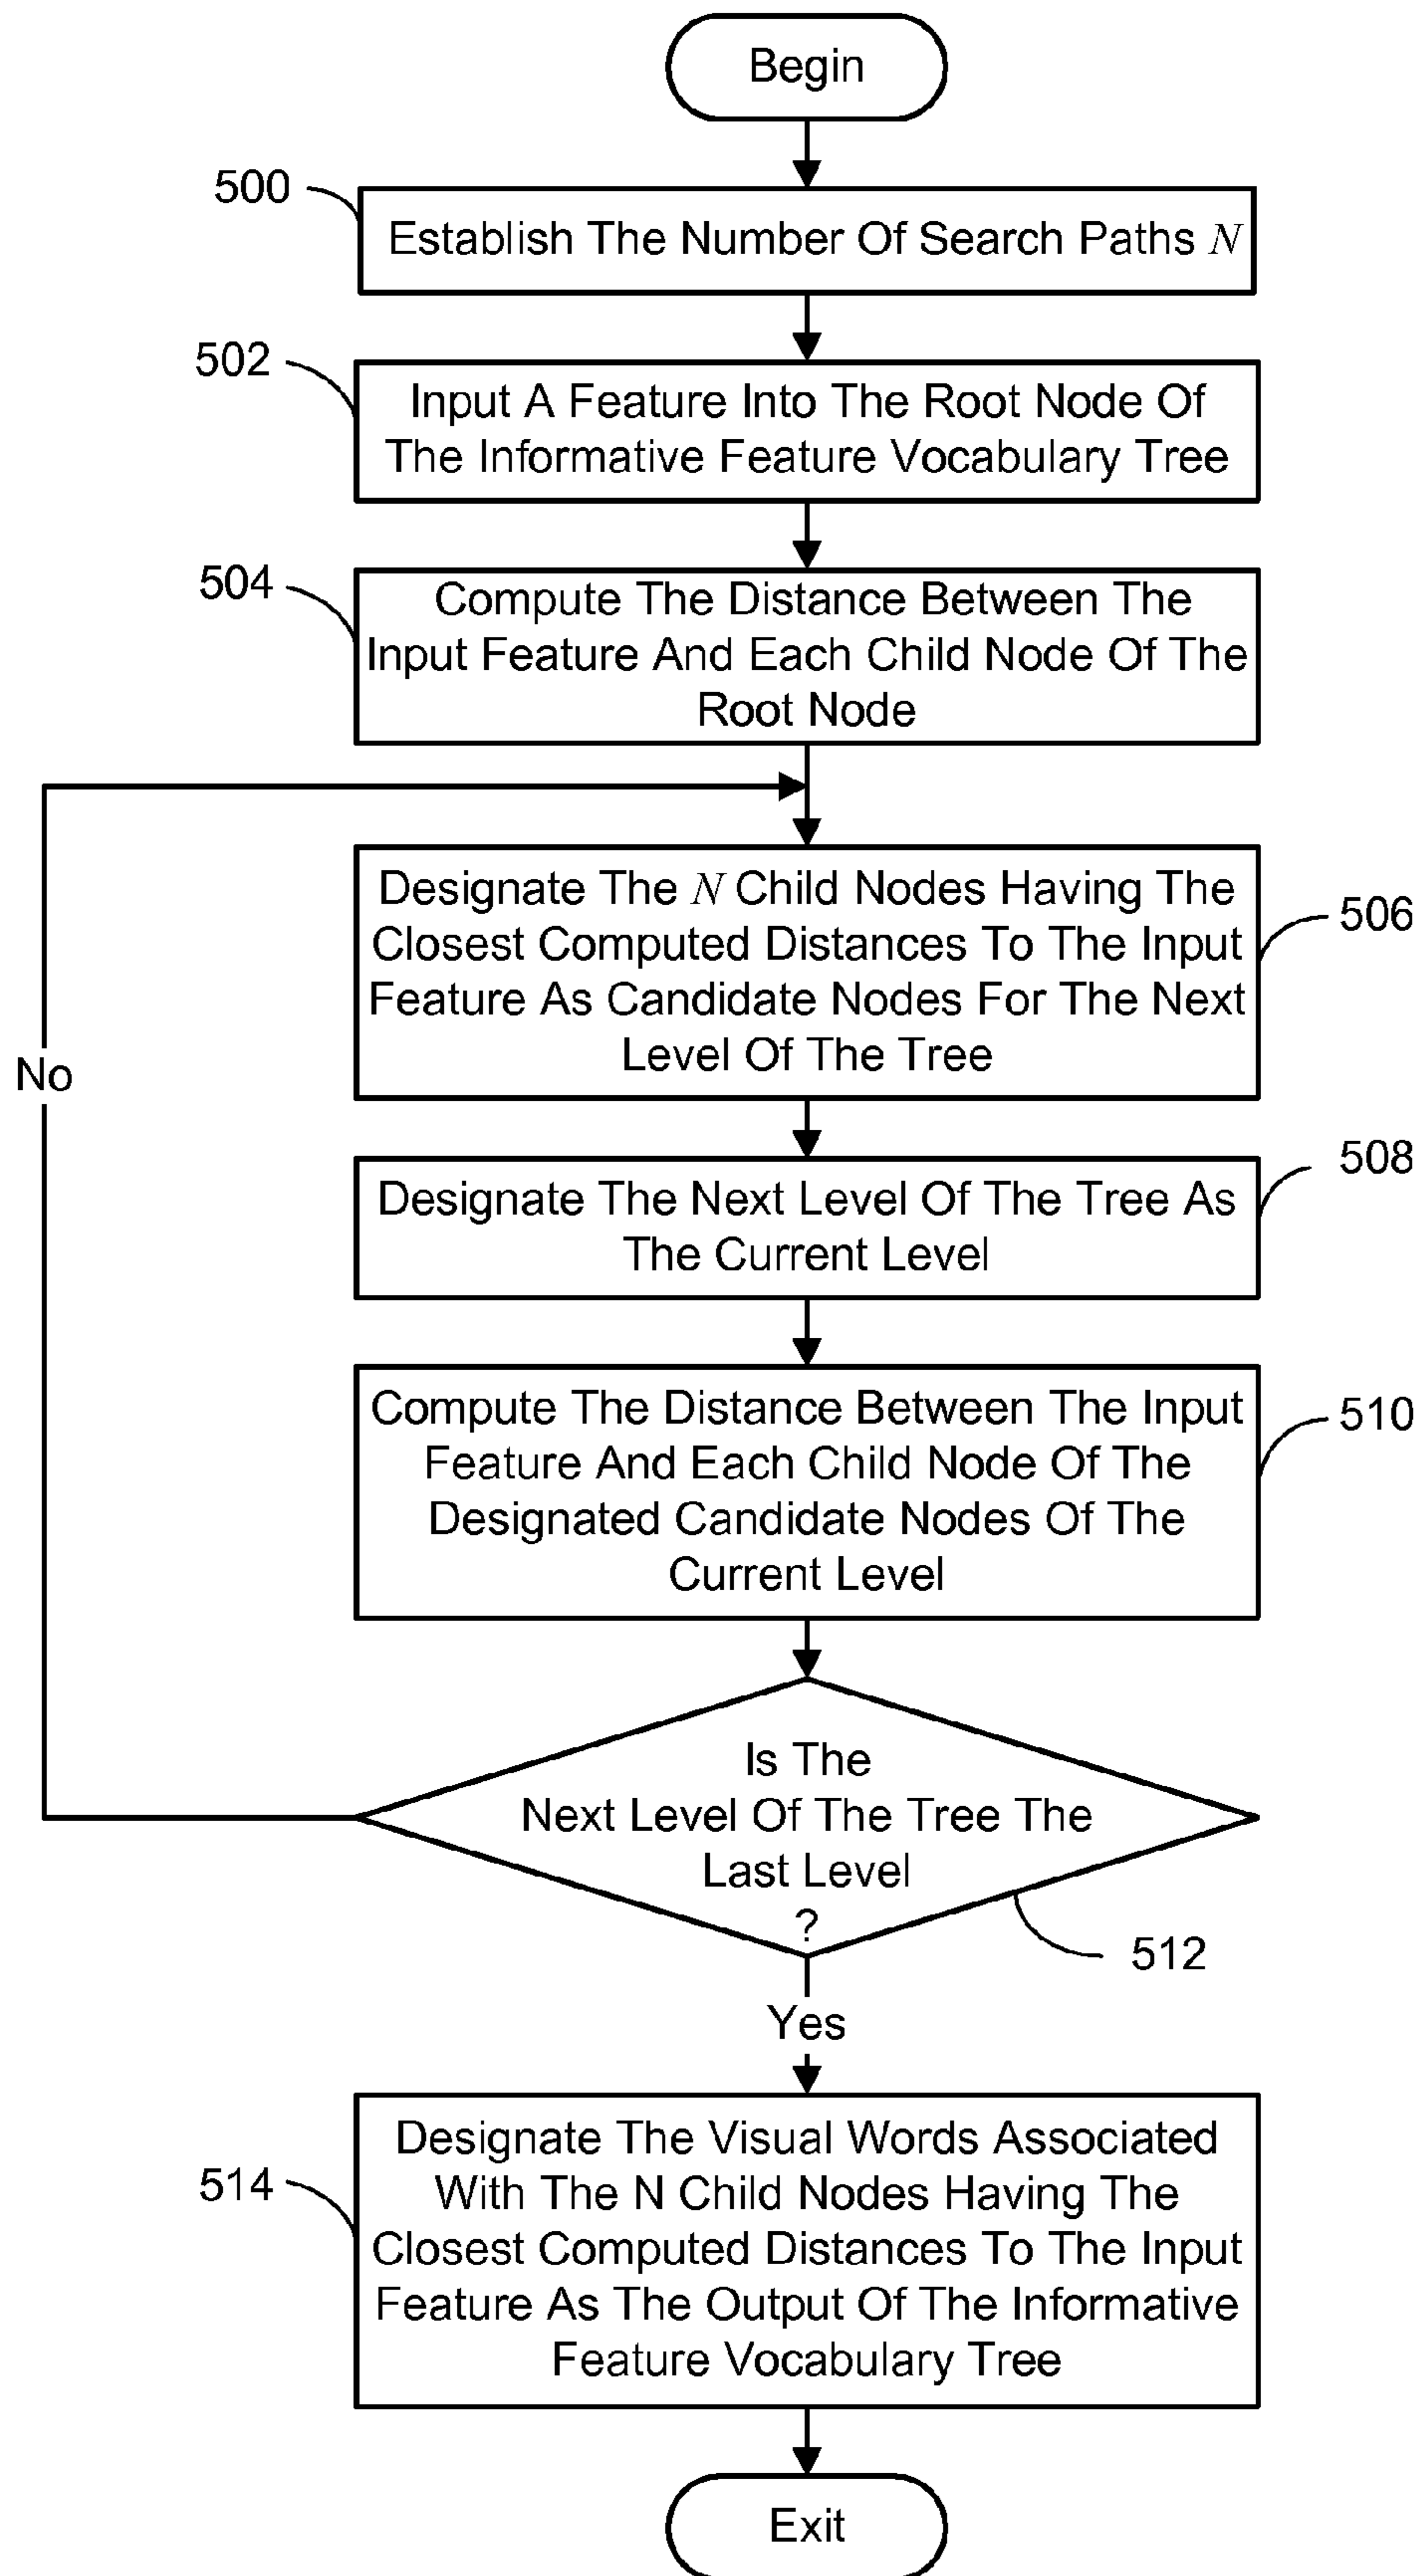 Begin
500
Establish The Number Of Search Paths N
502
Input A Feature Into The Root Node Of
The Informative Feature Vocabulary Tree
504
Compute The Distance Between The
Input Feature And Each Child Node Of The
Root Node
Designate The N Child Nodes Having The
Closest Computed Distances To The Input
Feature As Candidate Nodes For The Next
Level Of The Tree
506
No
Designate The Next Level Of The Tree As
The Current Level
508
Compute The Distance Between The Input
Feature And Each Child Node Of The
Designated Candidate Nodes Of The
Current Level
510
Is The
Next Level Of The Tree The
Last Level
?
512
Yes
514
Designate The Visual Words Associated
With The N Child Nodes Having The
Closest Computed Distances To The Input
Feature As The Output Of The Informative
Feature Vocabulary Tree
Exit